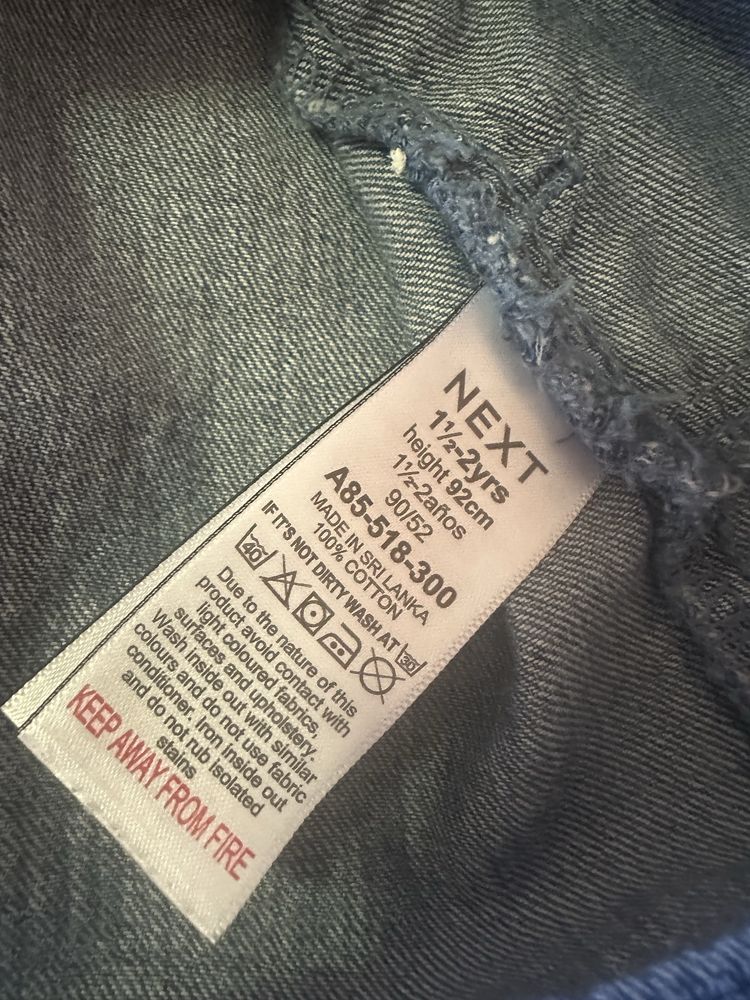 NEXT
1½-2yrs
height 92cm
1½-2años
90/52
A85-518-300
MADE IN SRI LANKA
100% COTTON
IF IT'S NOT DIRTY WASH AT 30
40
Due to the nature of this
product avoid contact with
light coloured fabrics,
surfaces and upholstery.
Wash inside out with similar
colours and do not use fabric
conditioner. Iron inside out
and do not rub isolated
stains
KEEP AWAY FROM FIRE